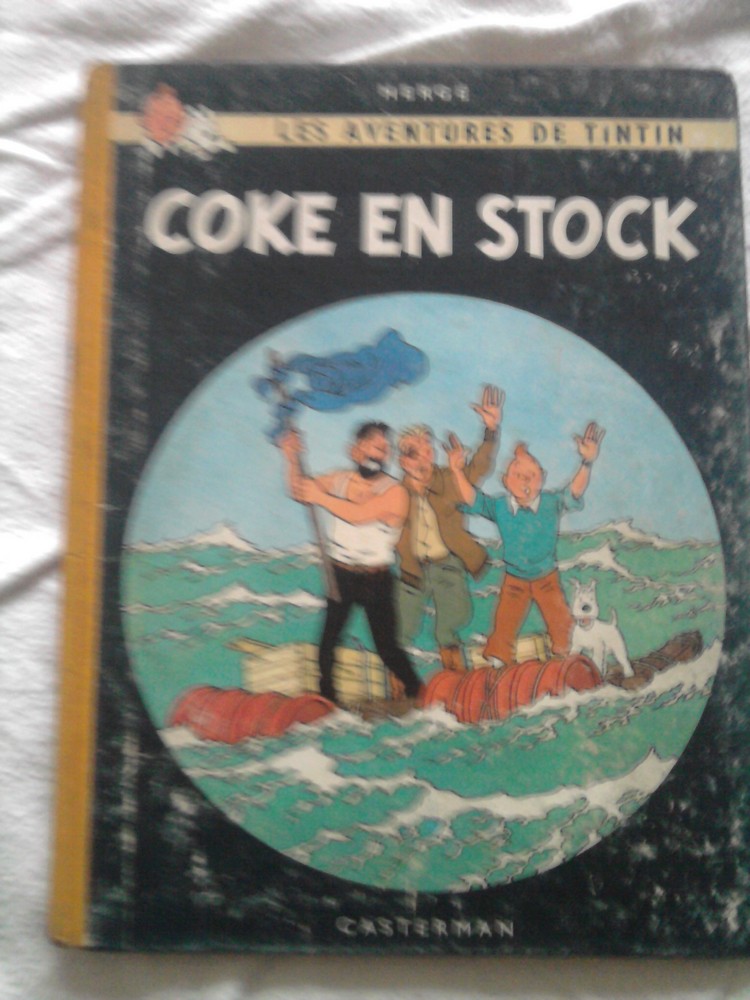 HERGÉ
LES AVENTURES DE TINTIN
COKE EN STOCK
CASTERMAN